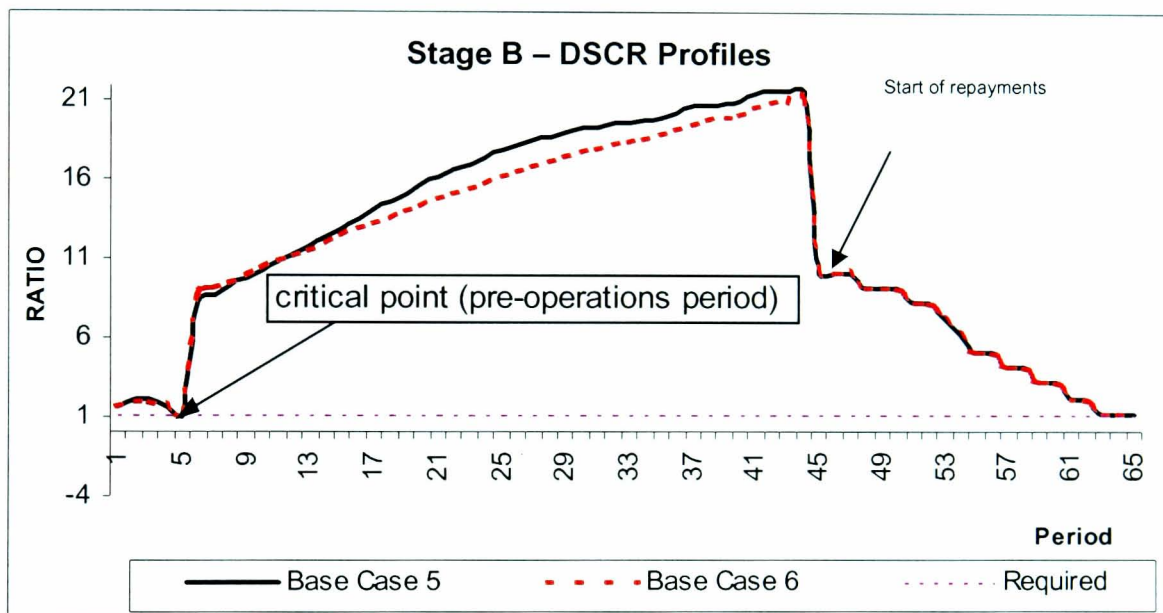 Stage B – DSCR Profiles
Start of repayments
21
16
11
6
1
-4
RATIO
critical point (pre-operations period)
1 5 9 13 17 21 25 29 33 37 41 45 49 53 57 61 65
Period
Base Case 5 Base Case 6 Required